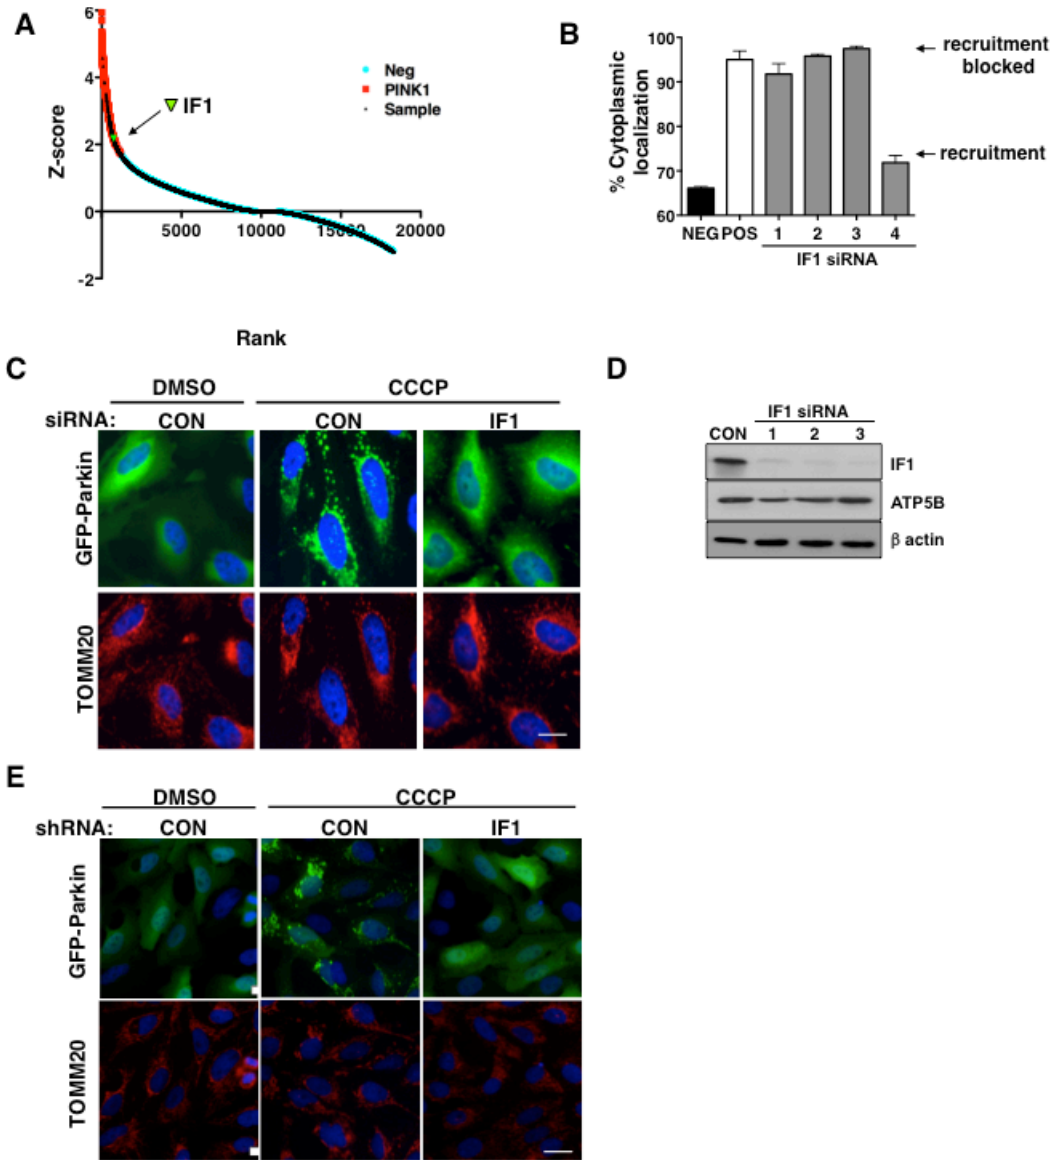 A
6
4
2
0
-2
Z-score
5000
10000
15000
20000
Rank
IF1
Neg
PINK1
Sample
B
100
90
80
70
60
% Cytoplasmic
localization
NEG POS 1 2 3 4
IF1 siRNA
recruitment
blocked
recruitment
C
DMSO CCCP
siRNA: CON CON IF1
GFP-Parkin
TOMM20
D
IF1 siRNA
CON 1 2 3
IF1
ATP5B
β actin
E
DMSO CCCP
shRNA: CON CON IF1
GFP-Parkin
TOMM20